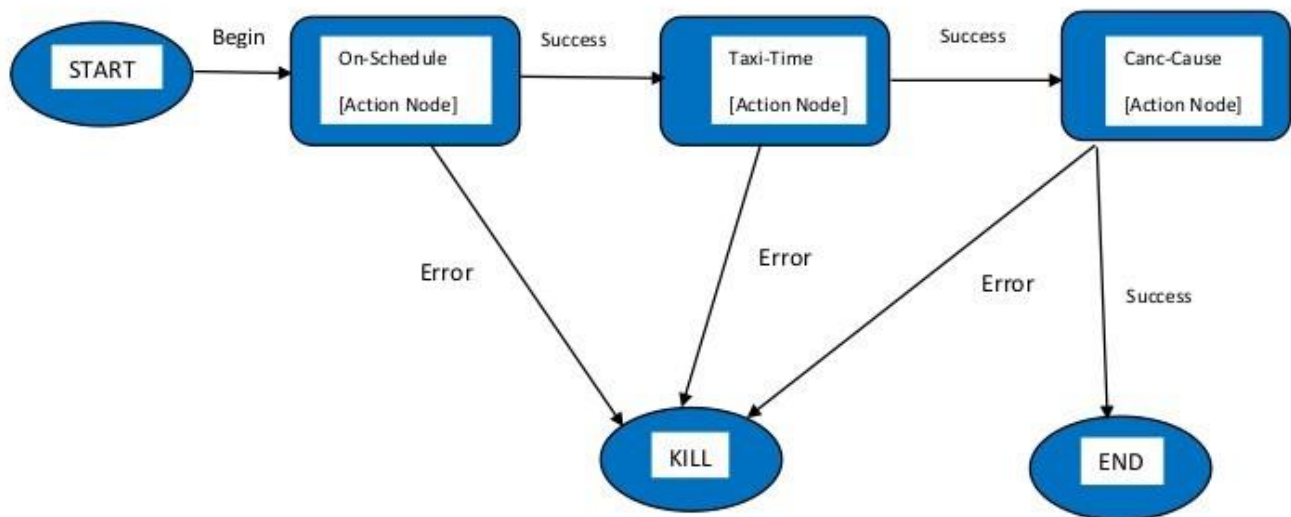 START
Begin
On-Schedule
[Action Node]
Success
Taxi-Time
[Action Node]
Success
Canc-Cause
[Action Node]
Error
Error
Error
Success
KILL
END